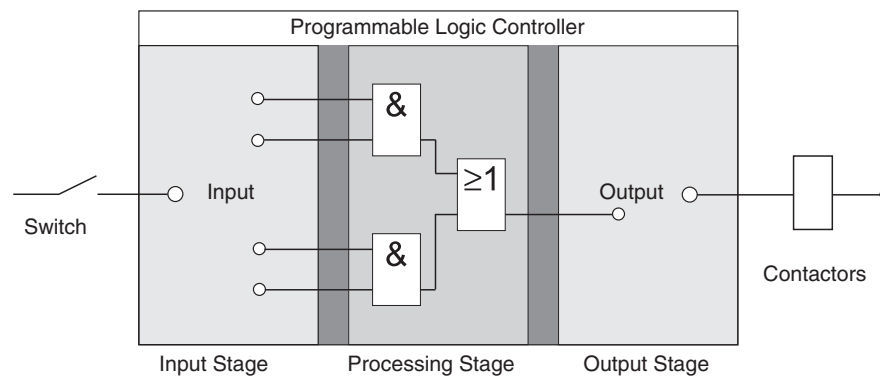 Programmable Logic Controller
&
≥1
Input
Output
Switch
&
Contactors
Input Stage
Processing Stage
Output Stage